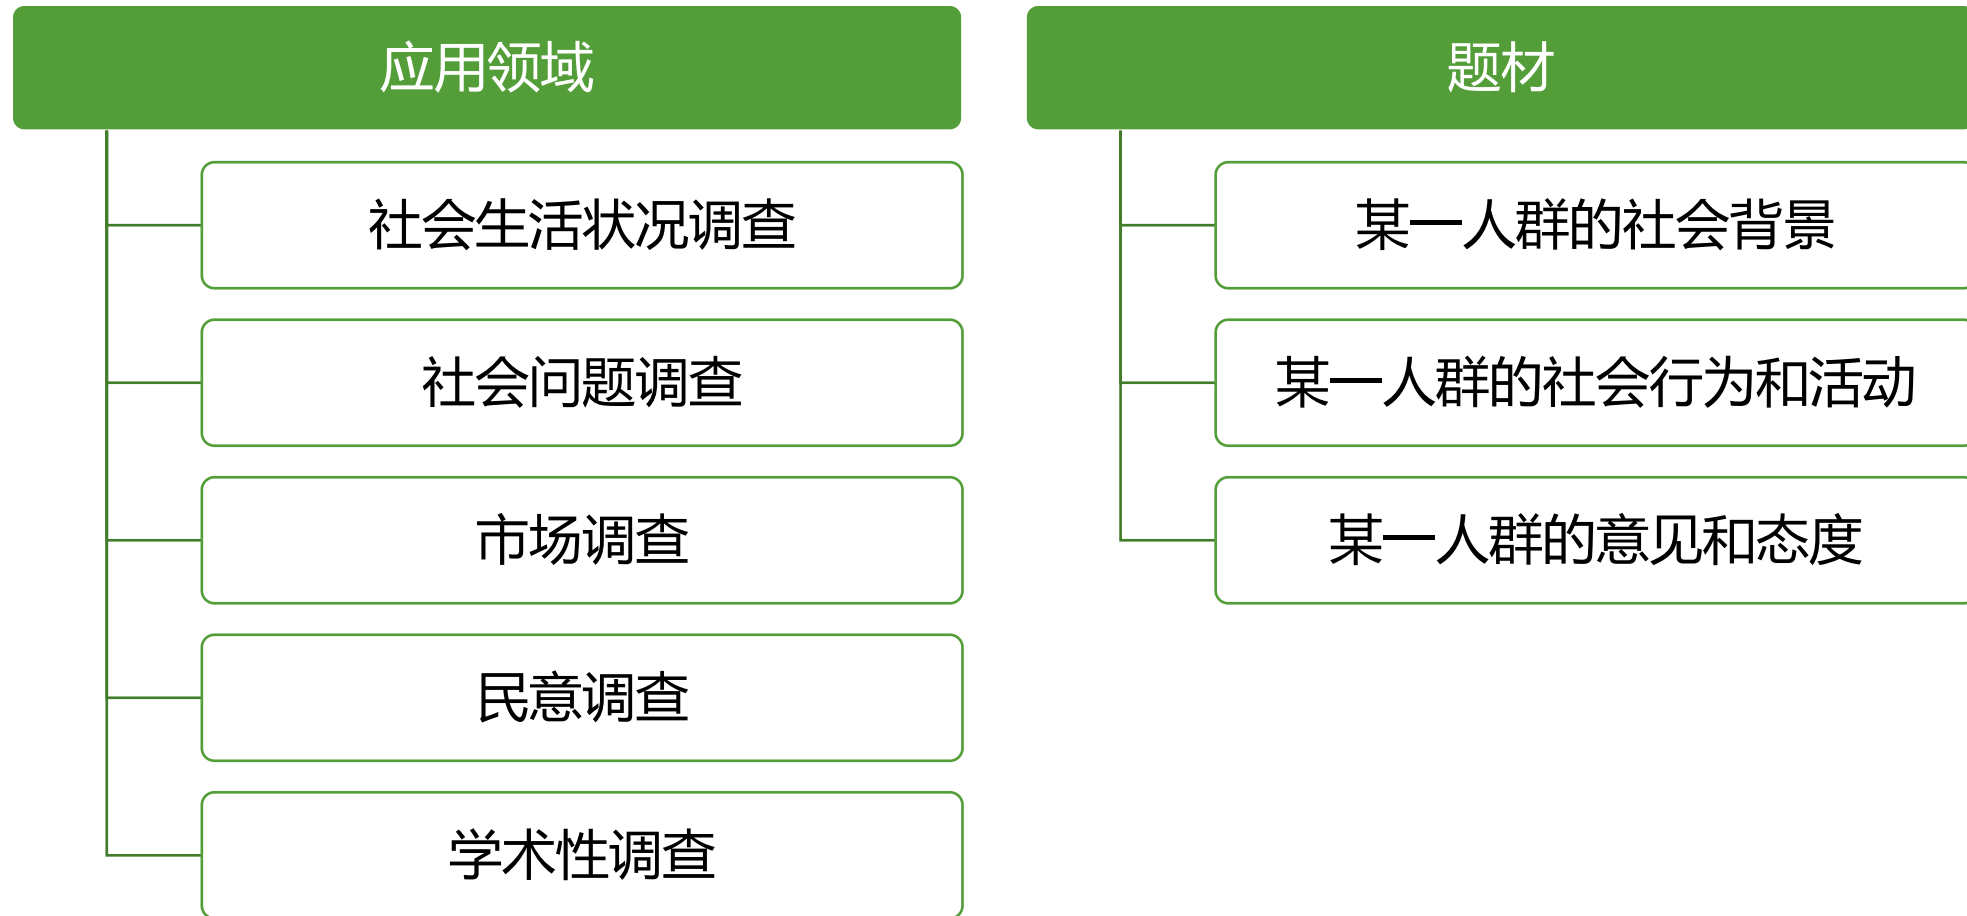 应用领域
社会生活状况调查
社会问题调查
市场调查
民意调查
学术性调查
题材
某一人群的社会背景
某一人群的社会行为和活动
某一人群的意见和态度